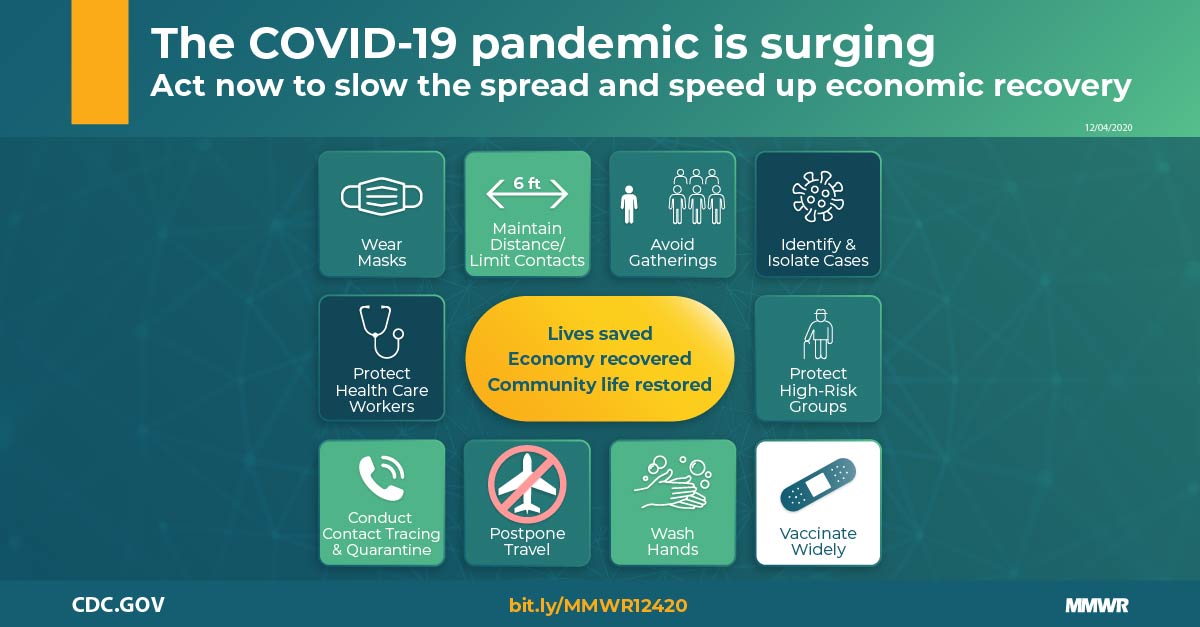 The COVID-19 pandemic is surging
Act now to slow the spread and speed up economic recovery
12/04/2020
Wear
Masks
6 ft
Maintain
Distance/
Limit Contacts
Avoid
Gatherings
Identify &
Isolate Cases
Protect
Health Care
Workers
Lives saved
Economy recovered
Community life restored
Protect
High-Risk
Groups
Conduct
Contact Tracing
& Quarantine
Postpone
Travel
Wash
Hands
Vaccinate
Widely
CDC.GOV
bit.ly/MMWR12420
MMWR